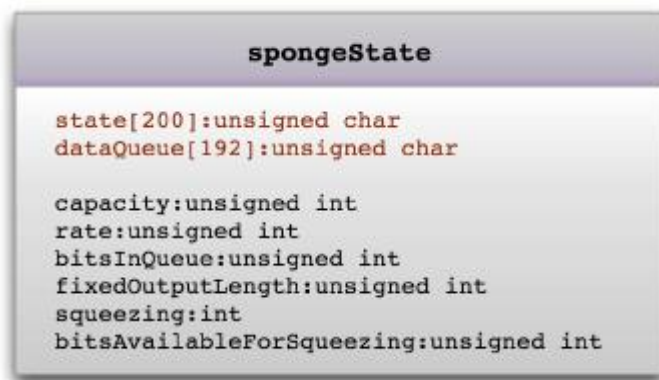 spongeState
state[200]:unsigned char
dataQueue[192]:unsigned char
capacity:unsigned int
rate:unsigned int
bitsInQueue:unsigned int
fixedOutputLength:unsigned int
squeezing:int
bitsAvailableForSqueezing:unsigned int